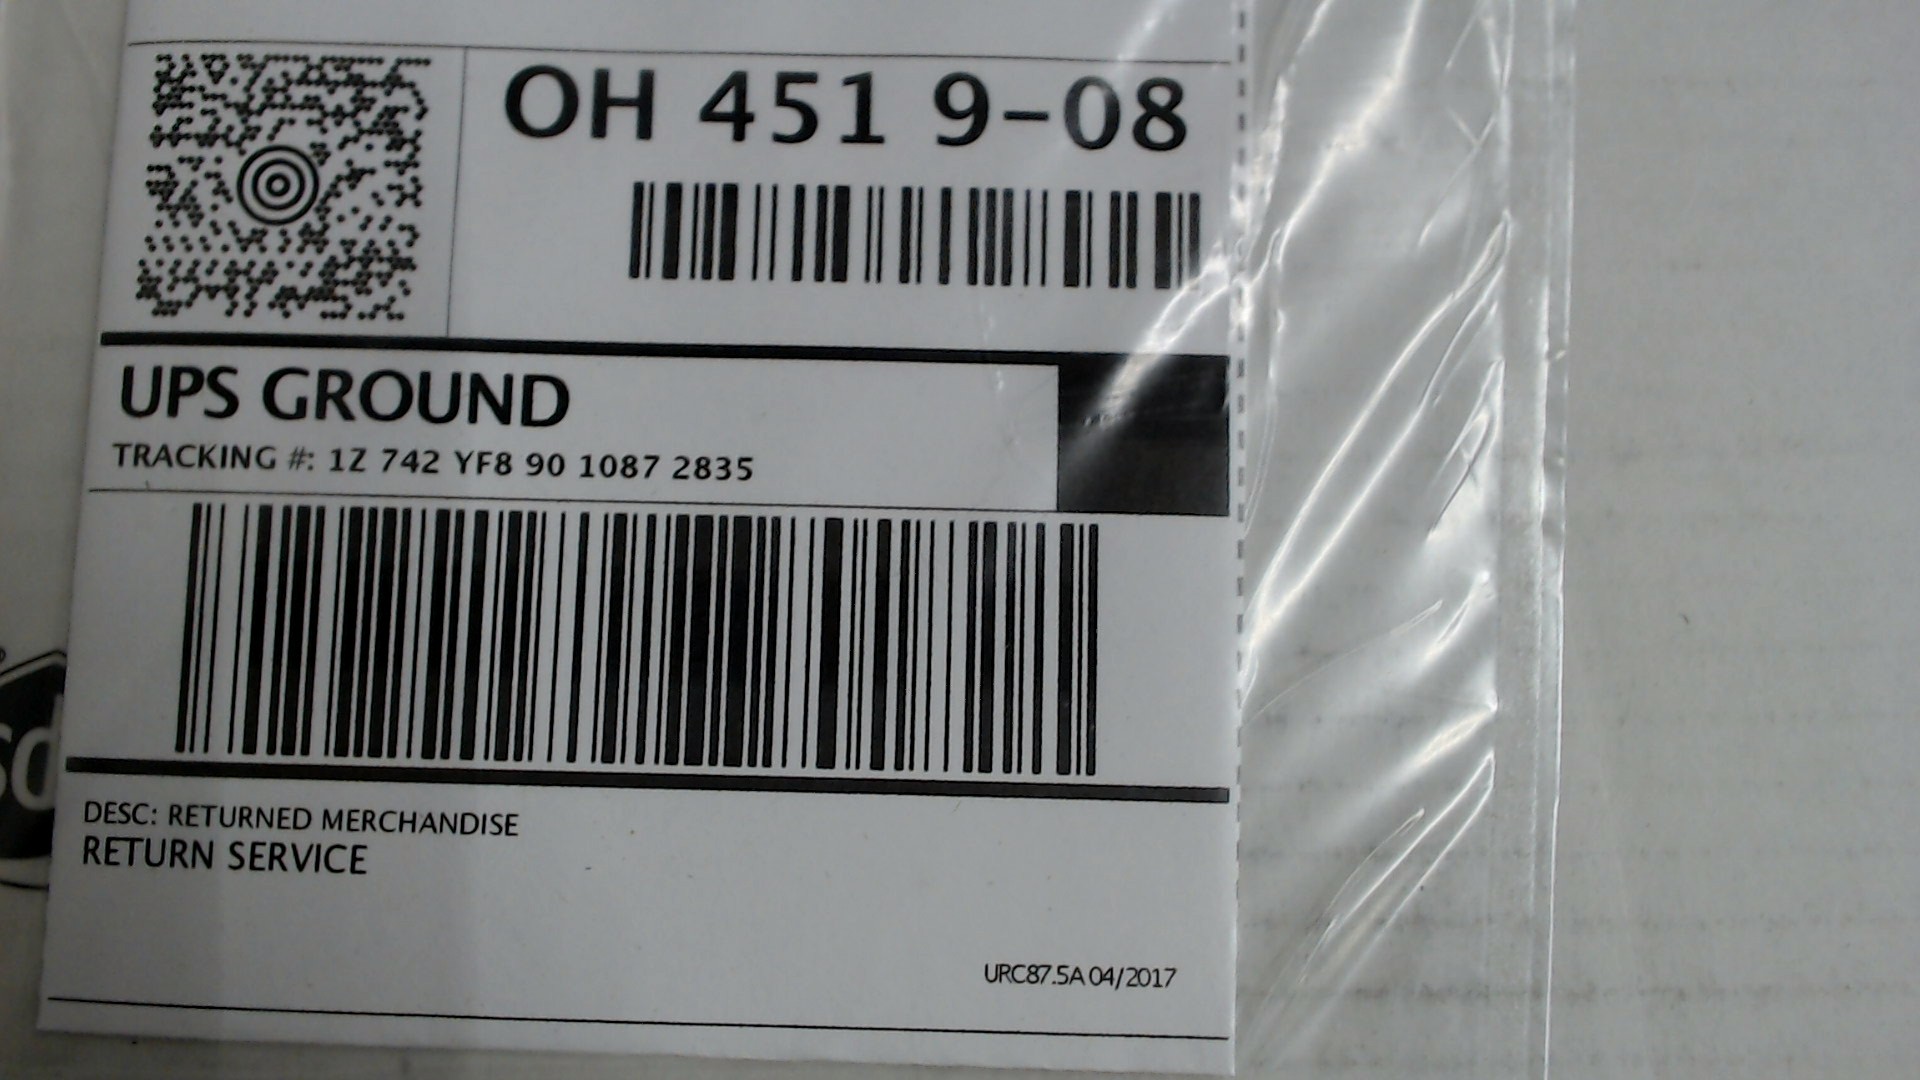 OH 451 9-08
UPS GROUND
TRACKING #: 1Z 742 YF8 90 1087 2835
DESC: RETURNED MERCHANDISE
RETURN SERVICE
URC87.5A 04/2017